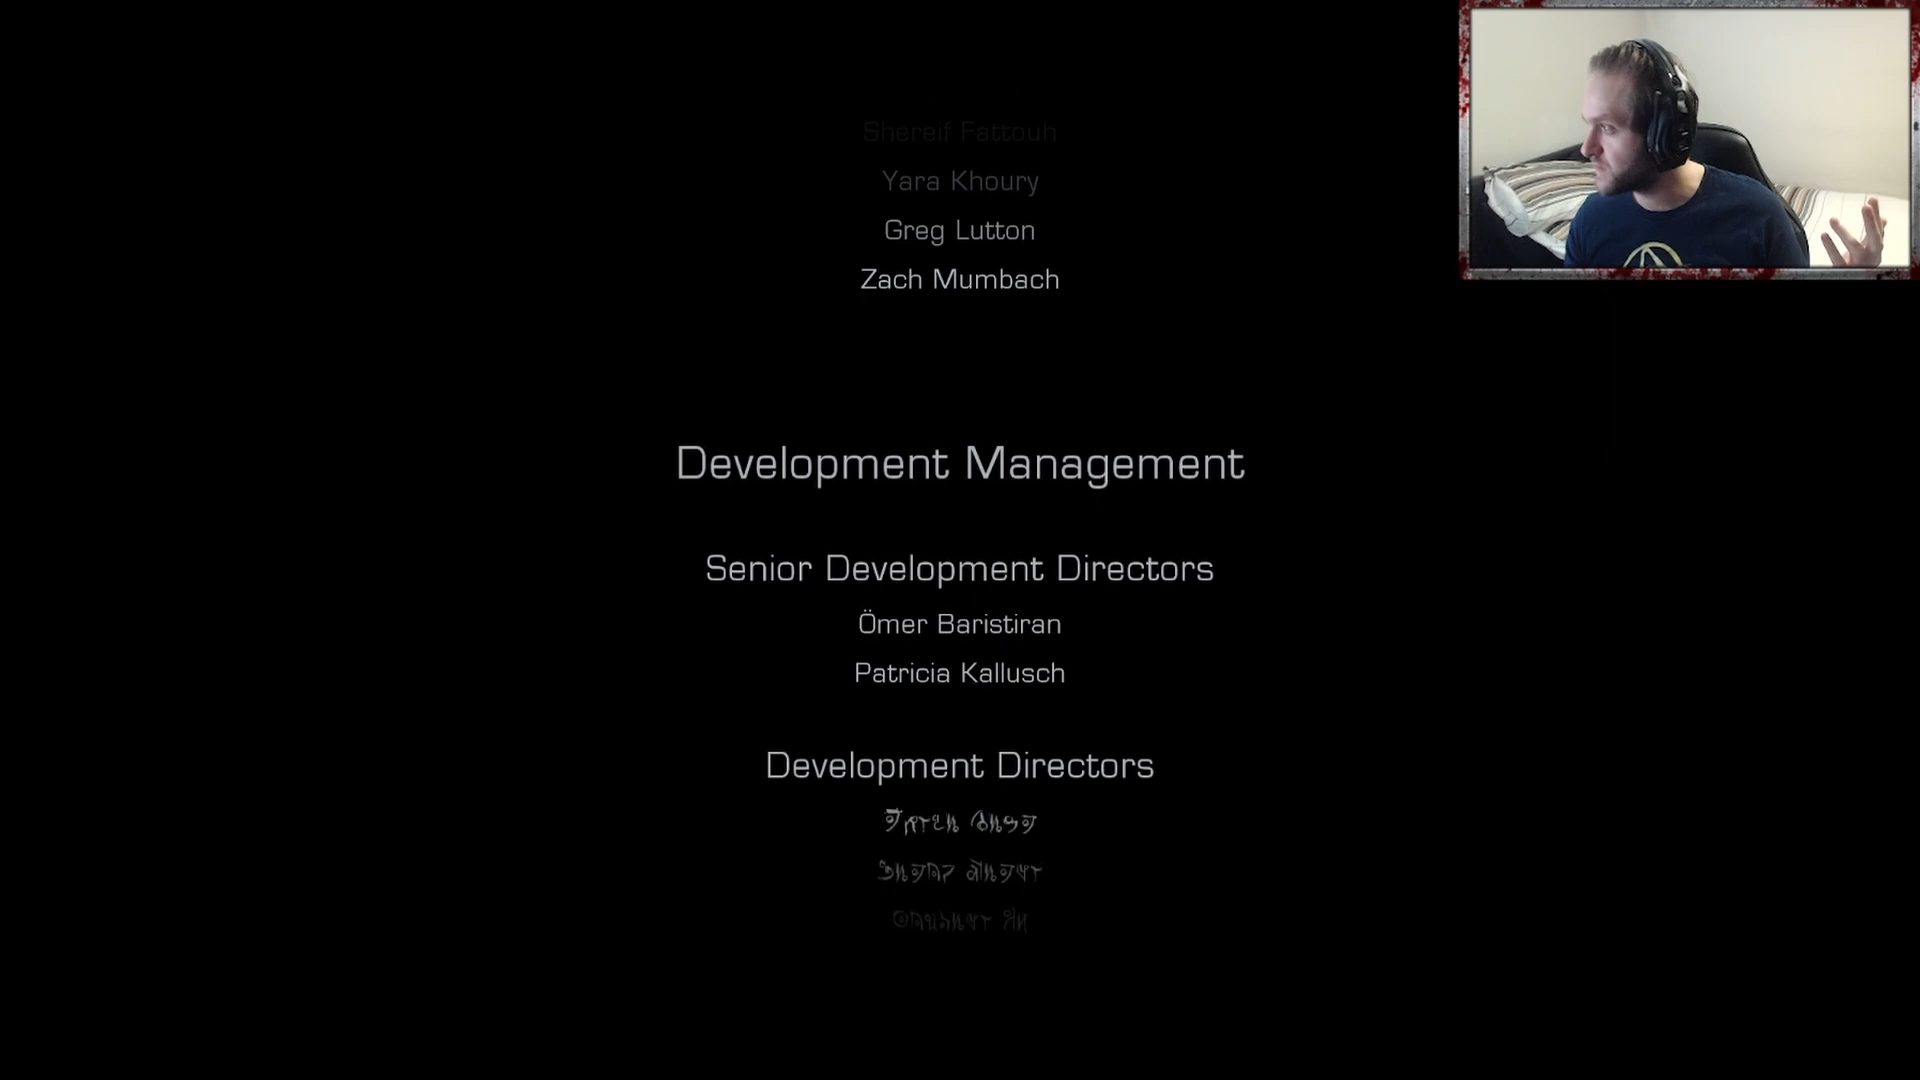 Shereif Fattouh
Yara Khoury
Greg Lutton
Zach Mumbach
Development Management
Senior Development Directors
Ömer Baristiran
Patricia Kallusch
Development Directors